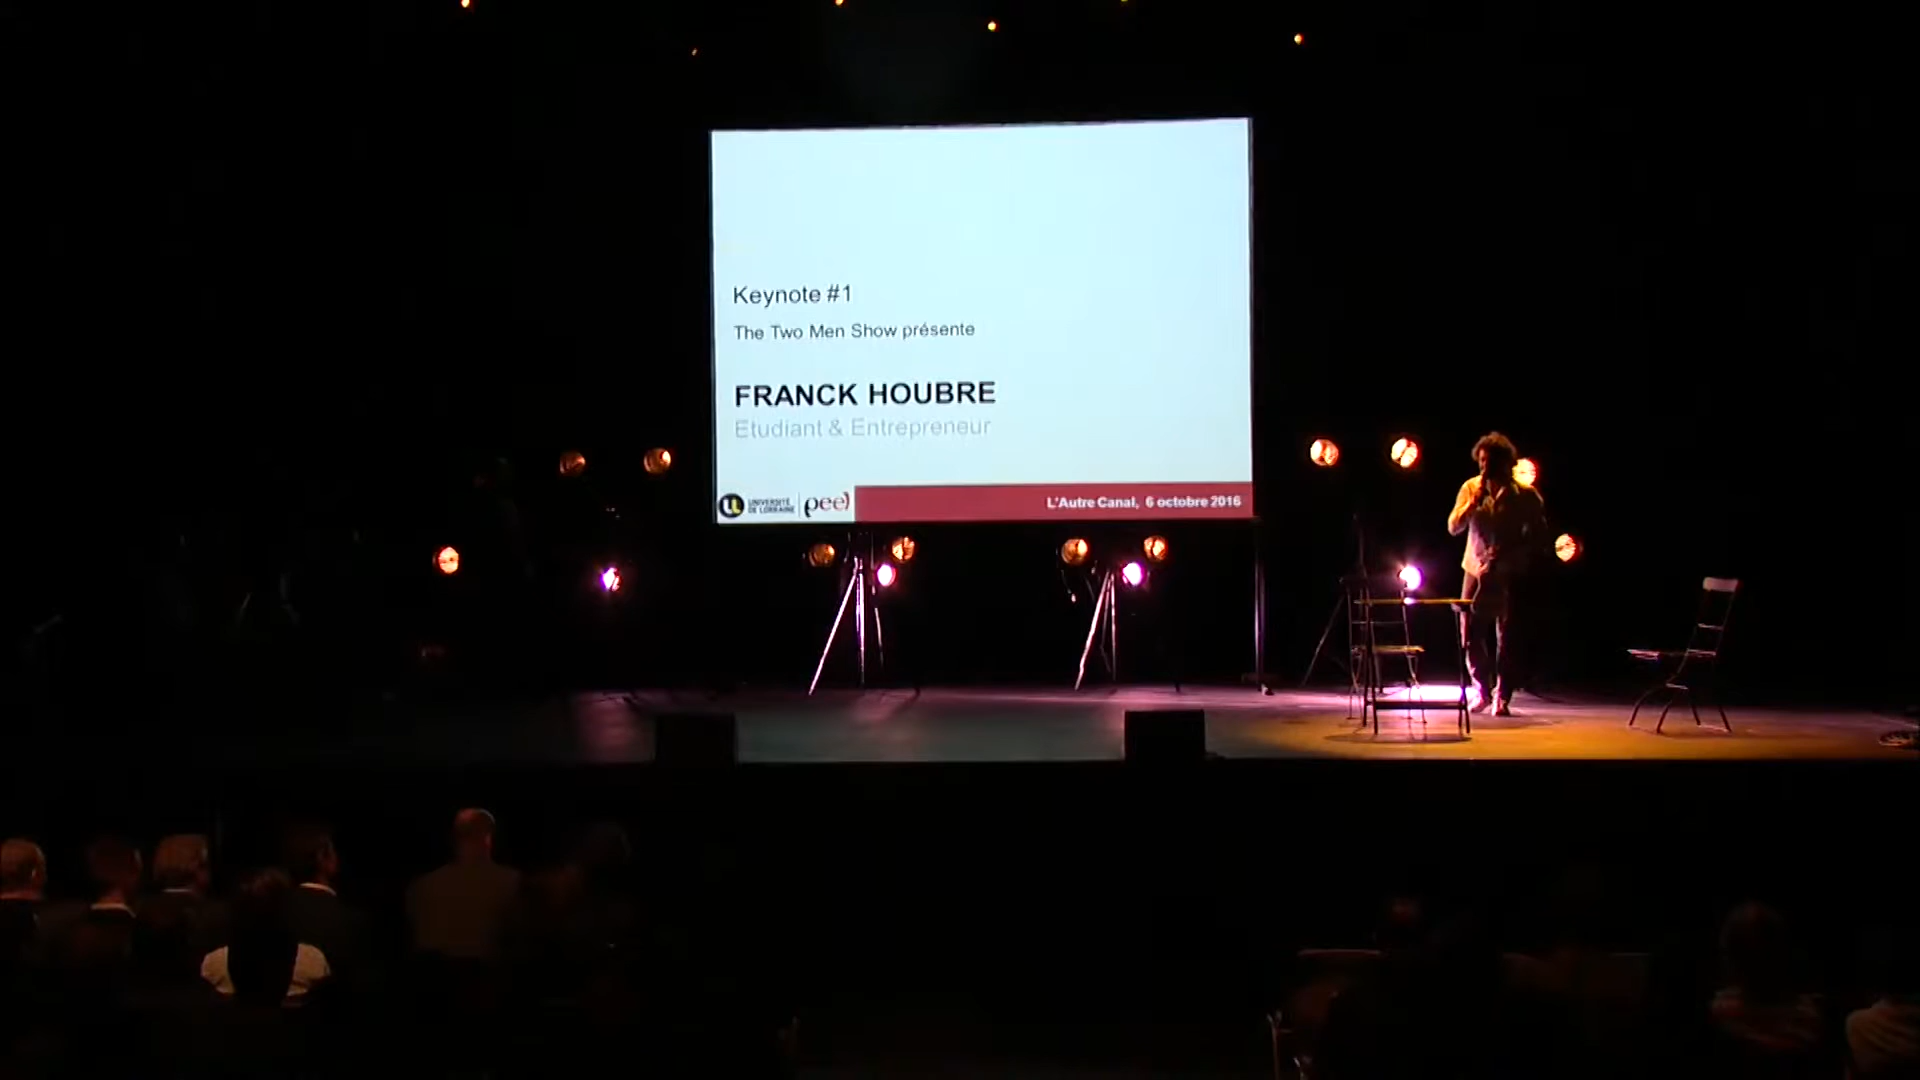 Keynote #1
The Two Men Show présente
FRANCK HOUBRE
Etudiant & Entrepreneur
UNIVERSITÉ
DE LORRAINE
peel
L'Autre Canal, 6 octobre 2016